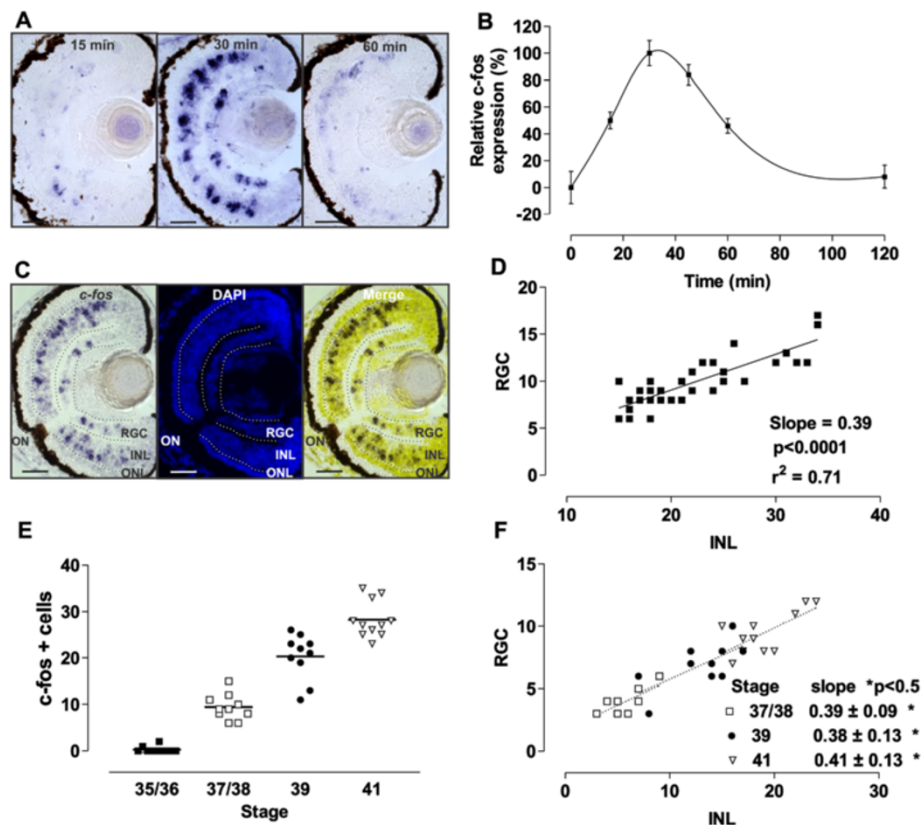 A
15 min
30 min
60 min
B
Relative c-fos
expression (%)
120
100
80
60
40
20
0
-20
0
20
40
60
80
100
120
Time (min)
C
c-fos
DAPI
Merge
ON
RGC
INL
ONL
ON
RGC
INL
ONL
ON
RGC
INL
ONL
D
RGC
20
15
10
5
0
Slope = 0.39
p<0.0001
r² = 0.71
10
20
30
40
INL
E
c-fos + cells
40
30
20
10
0
35/36
37/38
39
41
Stage
F
RGC
15
10
5
0
Stage slope *p<0.5
37/38 0.39 ± 0.09 *
39 0.38 ± 0.13 *
41 0.41 ± 0.13 *
0
10
20
30
INL